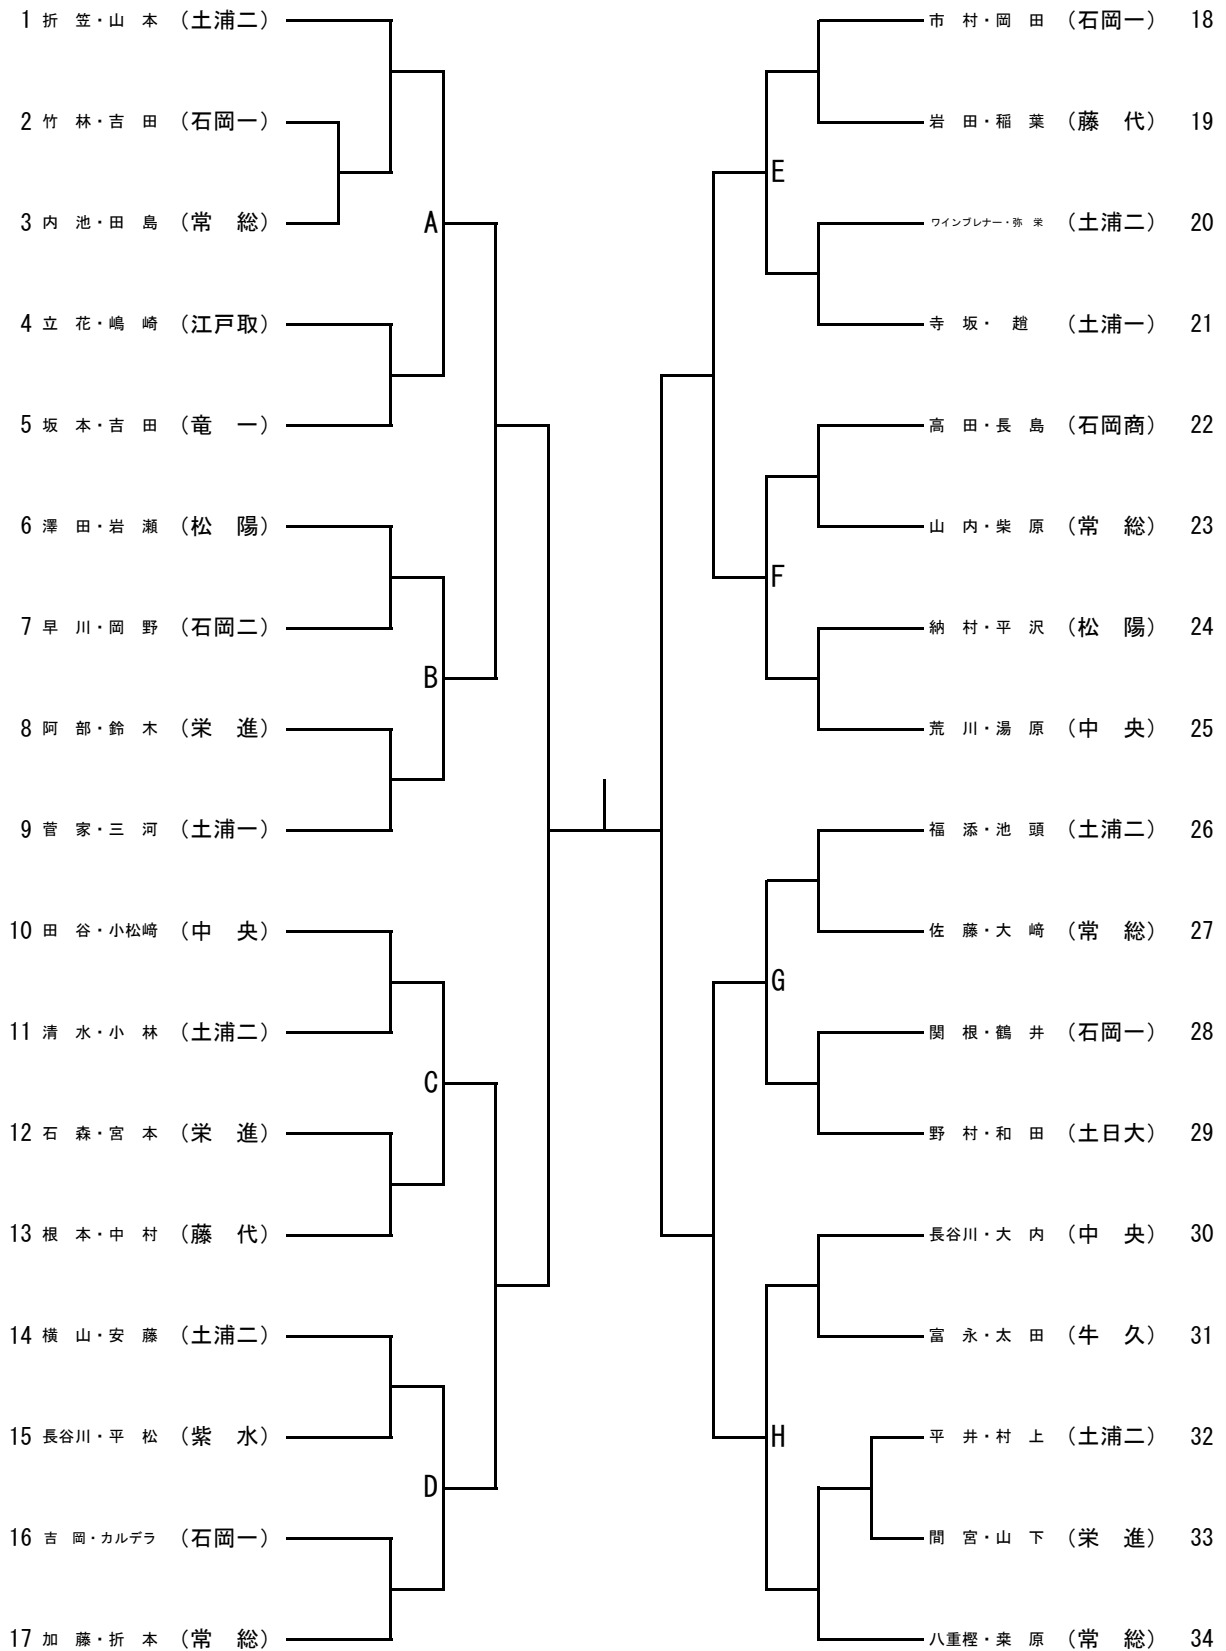 1 折 笠・山 本 （土浦二）
2 竹 林・吉 田 （石岡一）
3 内 池・田 島 （常 総）
A
4 立 花・嶋 崎 （江戸取）
5 坂 本・吉 田 （竜 一）
6 澤 田・岩 瀬 （松 陽）
7 早 川・岡 野 （石岡二）
B
8 阿 部・鈴 木 （栄 進）
9 菅 家・三 河 （土浦一）
10 田 谷・小松﨑 （中 央）
11 清 水・小 林 （土浦二）
C
12 石 森・宮 本 （栄 進）
13 根 本・中 村 （藤 代）
14 横 山・安 藤 （土浦二）
15 長谷川・平 松 （紫 水）
D
16 吉 岡・カルデラ （石岡一）
17 加 藤・折 本 （常 総）
市 村・岡 田 （石岡一） 18
岩 田・稲 葉 （藤 代） 19
E
ワインブレナー・弥 栄 （土浦二） 20
寺 坂・ 趙 （土浦一） 21
高 田・長 島 （石岡商） 22
山 内・柴 原 （常 総） 23
F
納 村・平 沢 （松 陽） 24
荒 川・湯 原 （中 央） 25
福 添・池 頭 （土浦二） 26
佐 藤・大 﨑 （常 総） 27
G
関 根・鶴 井 （石岡一） 28
野 村・和 田 （土日大） 29
長谷川・大 内 （中 央） 30
富 永・太 田 （牛 久） 31
H
平 井・村 上 （土浦二） 32
間 宮・山 下 （栄 進） 33
八重樫・桒 原 （常 総） 34